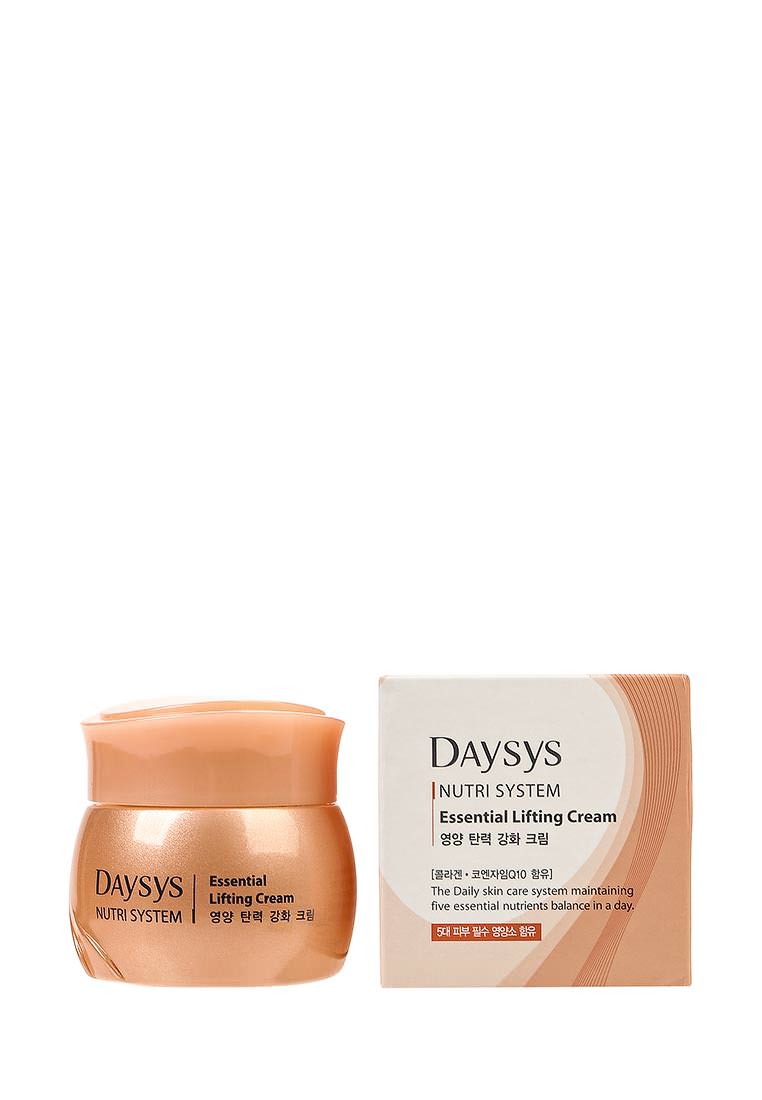 DAYSYS
NUTRI SYSTEM
Essential
Lifting Cream
영양 탄력 강화 크림
DAYSYS
NUTRI SYSTEM
Essential Lifting Cream
영양 탄력 강화 크림
[콜라겐・코엔자임Q10 함유]
The Daily skin care system maintaining
five essential nutrients balance in a day.
5대 피부 필수 영양소 함유